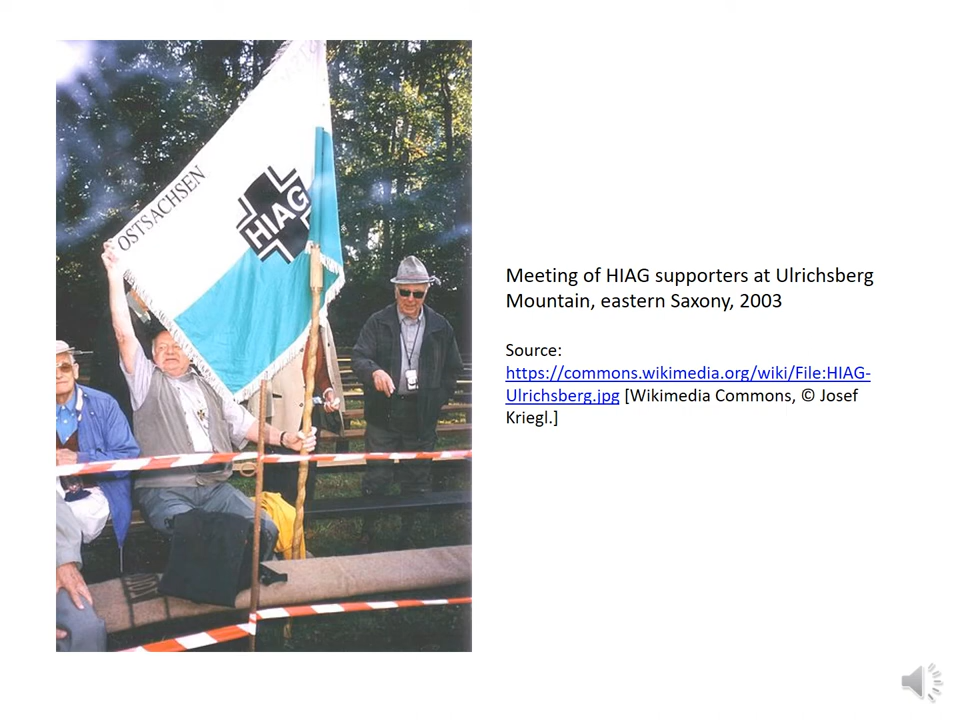 OSTSACHSEN
HIAG
Meeting of HIAG supporters at Ulrichsberg
Mountain, eastern Saxony, 2003
Source:
https://commons.wikimedia.org/wiki/File:HIAG-
Ulrichsberg.jpg [Wikimedia Commons, © Josef
Kriegl.]